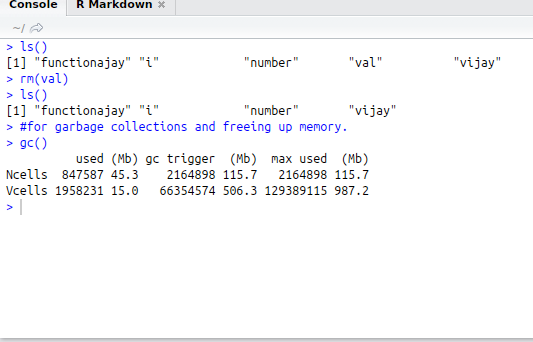 Console R Markdown ×
~/
> ls()
[1] "functionajay" "i" "number" "val" "vijay"
> rm(val)
> ls()
[1] "functionajay" "i" "number" "vijay"
> #for garbage collections and freeing up memory.
> gc()
used (Mb) gc trigger (Mb) max used (Mb)
Ncells 847587 45.3 2164898 115.7 2164898 115.7
Vcells 1958231 15.0 66354574 506.3 129389115 987.2
>